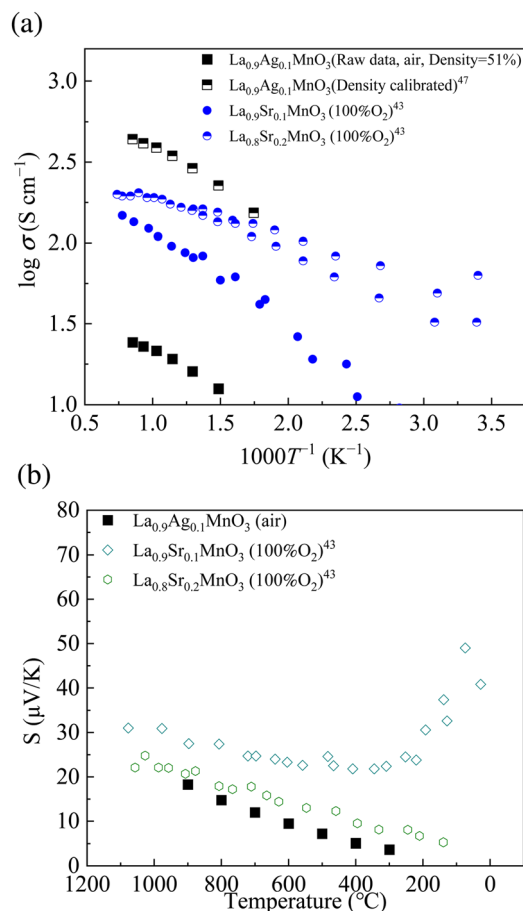 (a)
La₀.₉Ag₀.₁MnO₃(Raw data, air, Density=51%)
La₀.₉Ag₀.₁MnO₃(Density calibrated)⁴⁷
La₀.₉Sr₀.₁MnO₃ (100%O₂)⁴³
La₀.₈Sr₀.₂MnO₃ (100%O₂)⁴³
log σ (S cm⁻¹)
3.0
2.5
2.0
1.5
1.0
0.5 1.0 1.5 2.0 2.5 3.0 3.5
1000T⁻¹ (K⁻¹)
(b)
La₀.₉Ag₀.₁MnO₃ (air)
La₀.₉Sr₀.₁MnO₃ (100%O₂)⁴³
La₀.₈Sr₀.₂MnO₃ (100%O₂)⁴³
S (μV/K)
80
70
60
50
40
30
20
10
0
1200 1000 800 600 400 200 0
Temperature (℃)